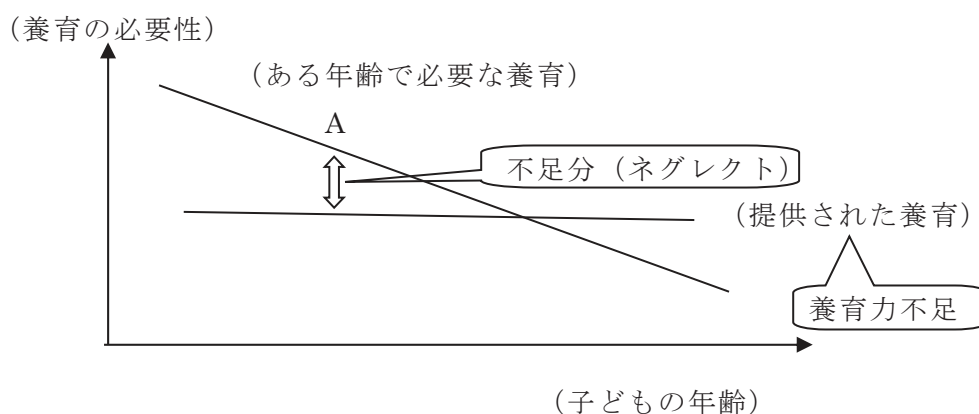 (養育の必要性)
(ある年齢で必要な養育)
A
不足分（ネグレクト）
（提供された養育）
養育力不足
（子どもの年齢）